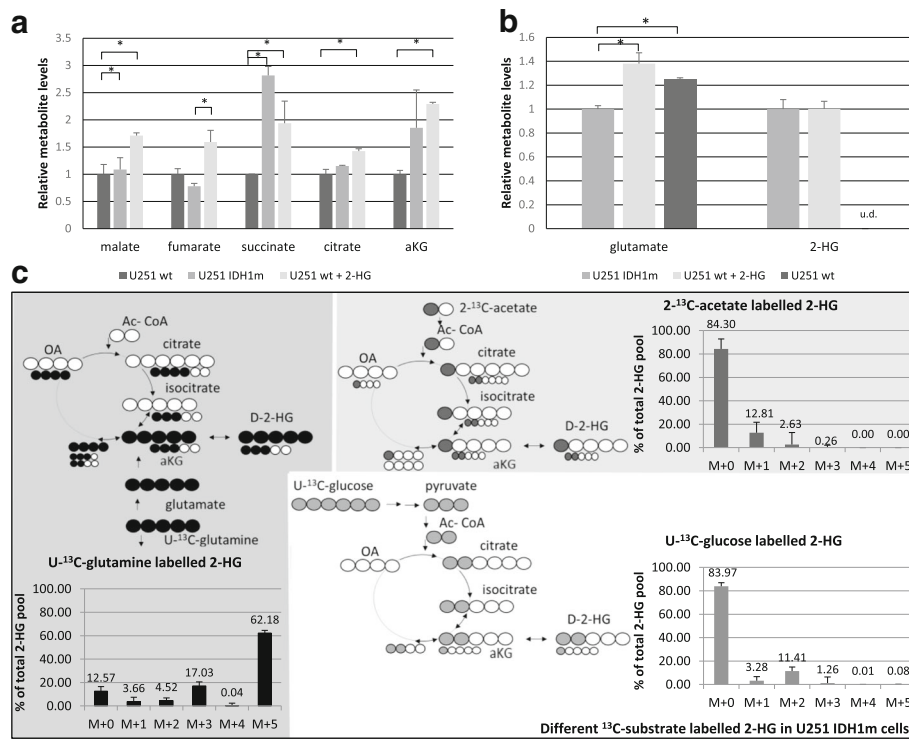 a
Relative metabolite levels
3.5
3
2.5
2
1.5
1
0.5
0
*
*
*
*
*
*
*
malate fumarate succinate citrate aKG
U251 wt U251 IDH1m U251 wt + 2-HG
b
Relative metabolite levels
1.6
1.4
1.2
1
0.8
0.6
0.4
0.2
0
*
*
u.d.
glutamate 2-HG
U251 IDH1m U251 wt + 2-HG U251 wt
c
Ac- CoA
OA
citrate
isocitrate
D-2-HG
aKG
glutamate
U-¹³C-glutamine
U-¹³C-glutamine labelled 2-HG
% of total 2-HG pool
100.00
80.00
60.00
40.00
20.00
0.00
12.57 3.66 4.52 17.03 0.04 62.18
M+0 M+1 M+2 M+3 M+4 M+5
2-¹³C-acetate
Ac- CoA
OA
citrate
isocitrate
D-2-HG
aKG
2-¹³C-acetate labelled 2-HG
% of total 2-HG pool
100.00
80.00
60.00
40.00
20.00
0.00
84.30 12.81 2.63 0.26 0.00 0.00
M+0 M+1 M+2 M+3 M+4 M+5
U-¹³C-glucose
pyruvate
Ac- CoA
OA
citrate
isocitrate
D-2-HG
aKG
U-¹³C-glucose labelled 2-HG
% of total 2-HG pool
100.00
80.00
60.00
40.00
20.00
0.00
83.97 3.28 11.41 1.26 0.01 0.08
M+0 M+1 M+2 M+3 M+4 M+5
Different ¹³C-substrate labelled 2-HG in U251 IDH1m cells